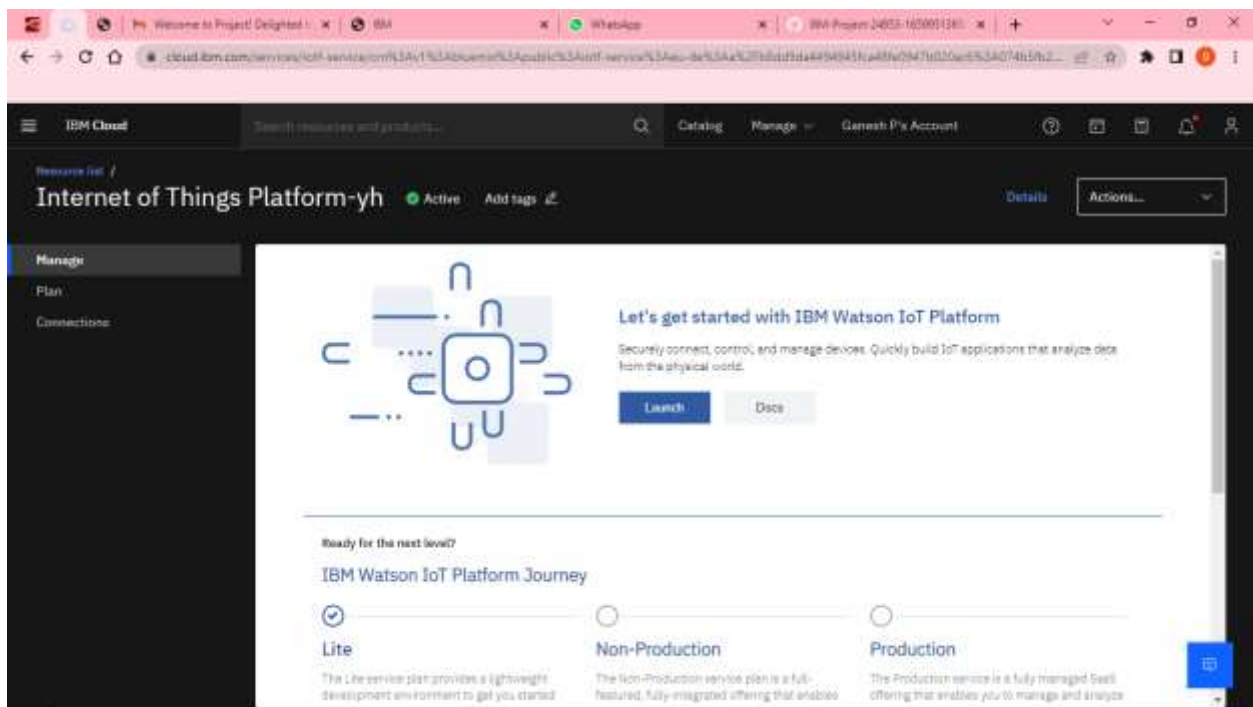 Welcome to Project! Delighted
IBM
WhatsApp
IBM-Project-24953-
IBM Cloud
Search resources and products...
Catalog
Manage
Ganesh P's Account
Resource list /
Internet of Things Platform-yh
Active
Add tags
Details
Actions...
Manage
Plan
Connections
Let's get started with IBM Watson IoT Platform
Securely connect, control, and manage devices. Quickly build IoT applications that analyze data
from the physical world.
Launch
Docs
Ready for the next level?
IBM Watson IoT Platform Journey
Lite
Non-Production
Production
The Lite service plan provides a lightweight
development environment to get you started
The Non-Production service plan is a full-
featured, fully-integrated offering that enables
The Production service is a fully managed SaaS
offering that enables you to manage and analyze